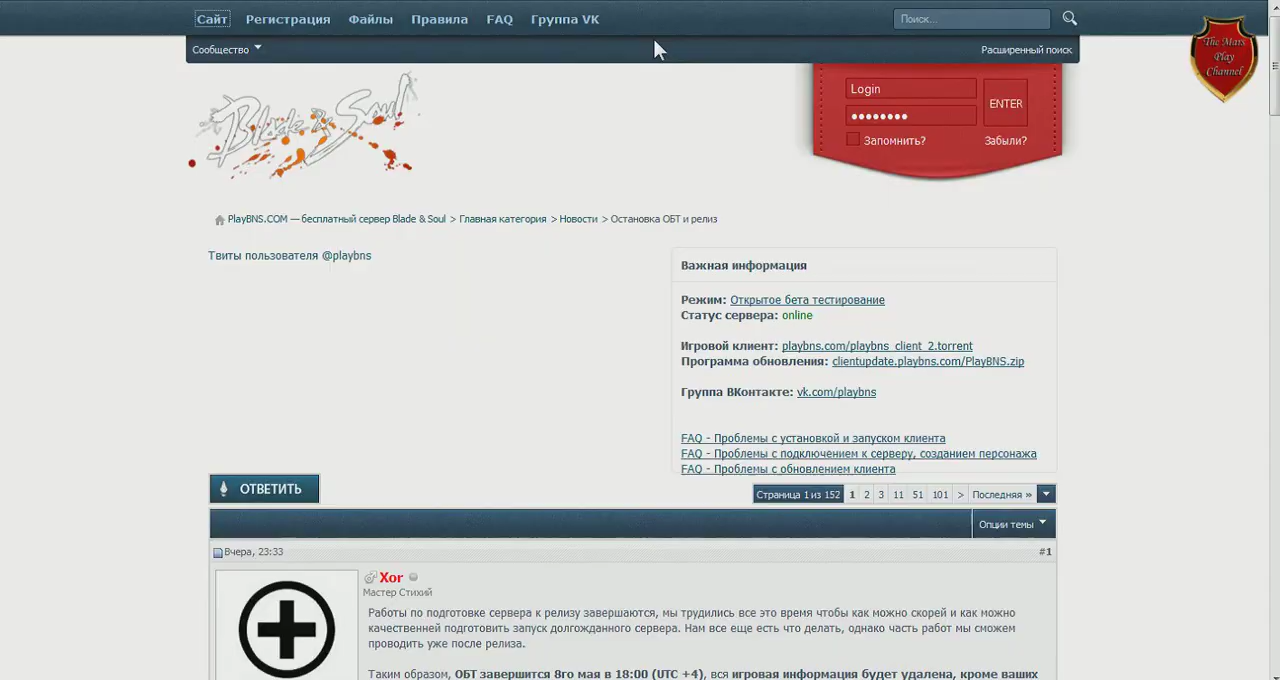 Сайт Регистрация Файлы Правила FAQ Группа VK Поиск...
Сообщество Расширенный поиск
The Mars
Play
Channel
Blade & Soul
Login
ENTER
●●●●●●●●
Запомнить? Забыли?
PlayBNS.COM — бесплатный сервер Blade & Soul > Главная категория > Новости > Остановка ОБТ и релиз
Твиты пользователя @playbns
Важная информация
Режим: Открытое бета тестирование
Статус сервера: online
Игровой клиент: playbns.com/playbns_client_2.torrent
Программа обновления: clientupdate.playbns.com/PlayBNS.zip
Группа ВКонтакте: vk.com/playbns
FAQ - Проблемы с установкой и запуском клиента
FAQ - Проблемы с подключением к серверу, созданием персонажа
FAQ - Проблемы с обновлением клиента
ОТВЕТИТЬ
Страница 1 из 152 1 2 3 11 51 101 > Последняя »
Опции темы
Вчера, 23:33 #1
Xor
Мастер Стихий
Работы по подготовке сервера к релизу завершаются, мы трудились все это время чтобы как можно скорей и как можно
качественней подготовить запуск долгожданного сервера. Нам все еще есть что делать, однако часть работ мы сможем
проводить уже после релиза.
Таким образом, ОБТ завершится 8го мая в 18:00 (UTC +4), вся игровая информация будет удалена, кроме ваших